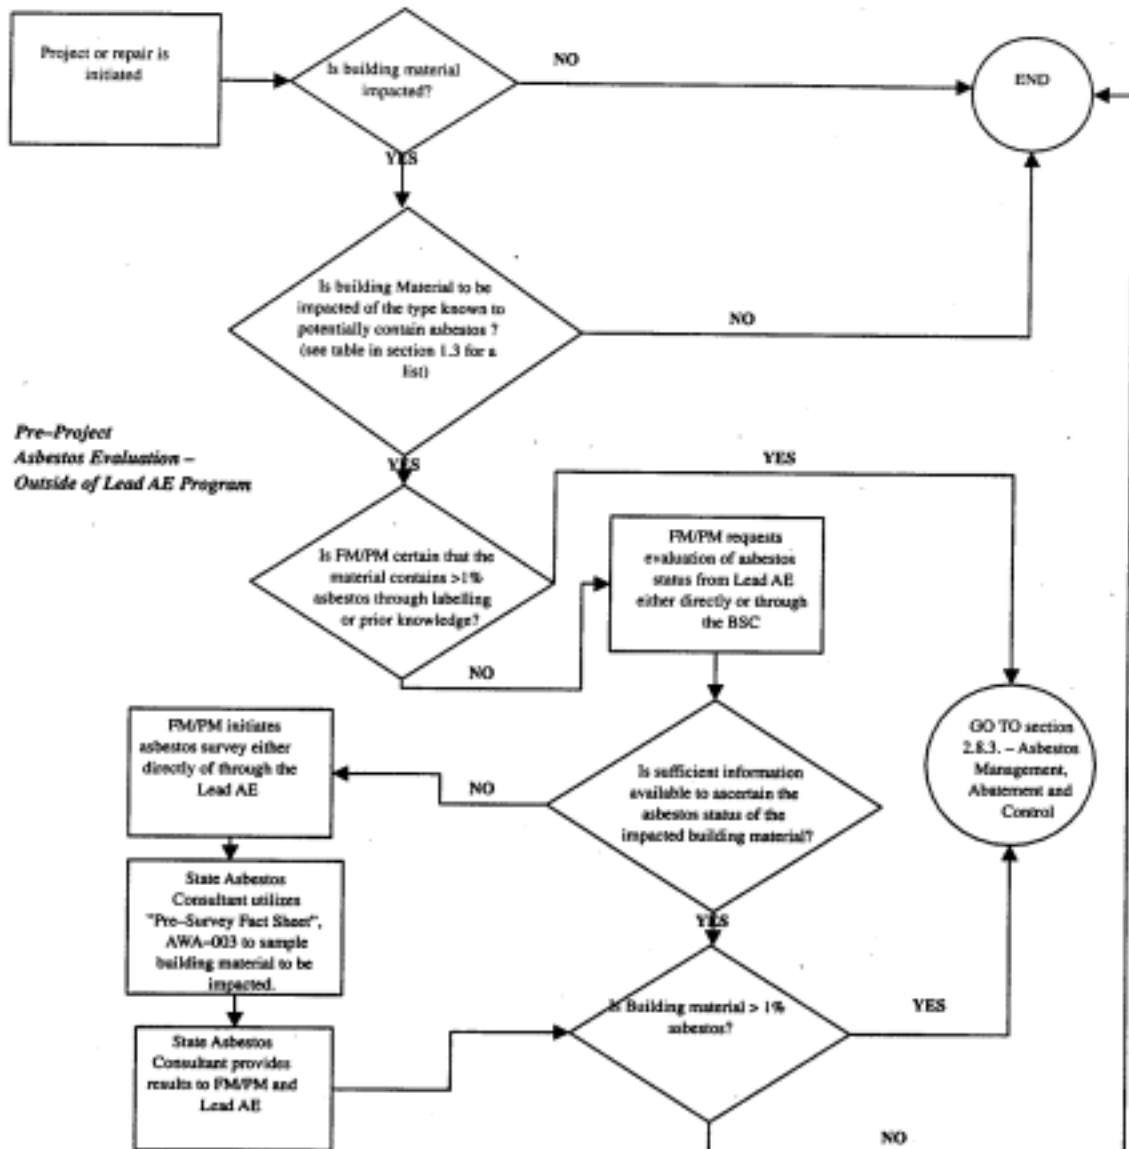 Project or repair is
initiated
Is building material
impacted?
NO
END
YES
Is building Material to be
impacted of the type known to
potentially contain asbestos ?
(see table in section 1.3 for a
list)
NO
Pre-Project
Asbestos Evaluation –
Outside of Lead AE Program
YES
YES
Is FM/PM certain that the
material contains >1%
asbestos through labelling
or prior knowledge?
NO
FM/PM requests
evaluation of asbestos
status from Lead AE
either directly or through
the BSC
GO TO section
2.8.3. – Asbestos
Management,
Abatement and
Control
FM/PM initiates
asbestos survey either
directly of through the
Lead AE
NO
Is sufficient information
available to ascertain the
asbestos status of the
impacted building material?
State Asbestos
Consultant utilizes
"Pre-Survey Fact Sheet",
AWA-003 to sample
building material to be
impacted.
YES
Is Building material > 1%
asbestos?
YES
State Asbestos
Consultant provides
results to FM/PM and
Lead AE
NO